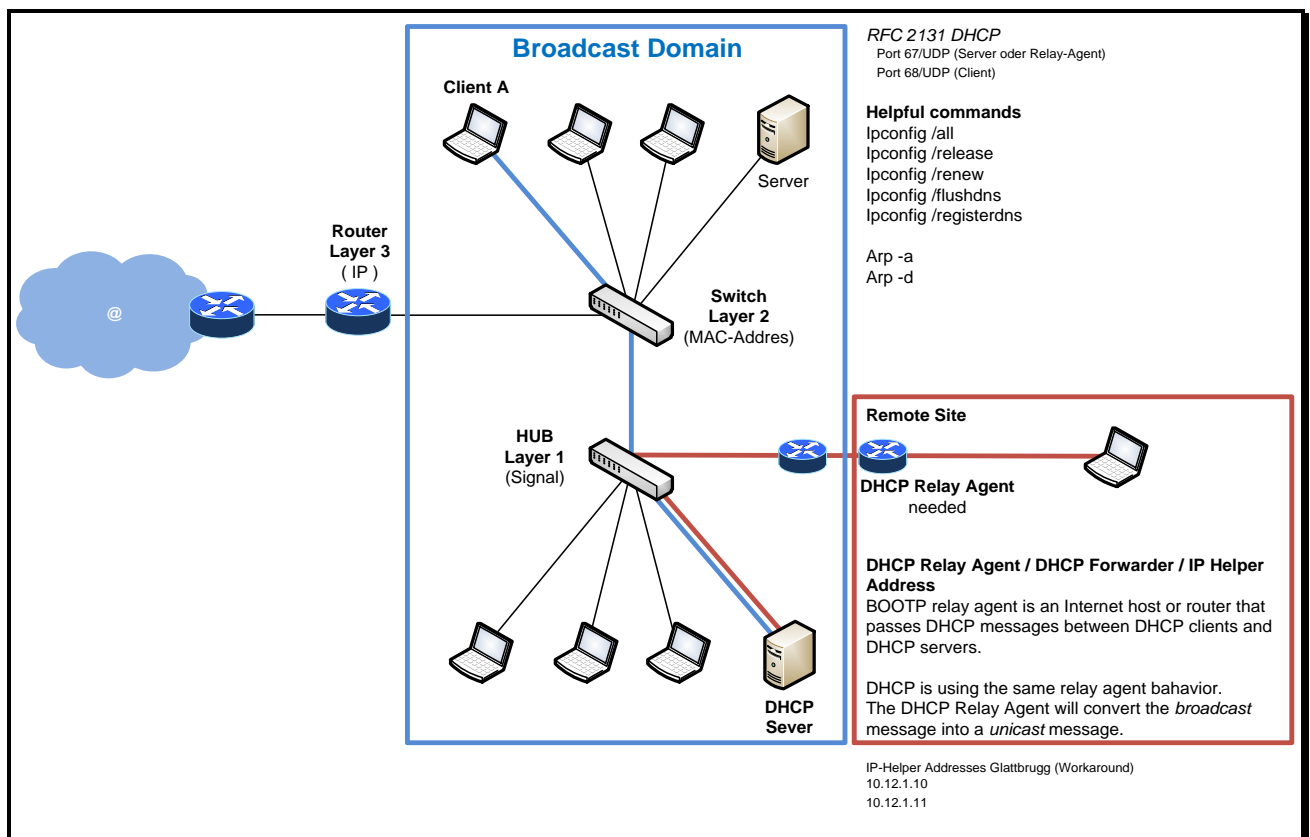 Broadcast Domain
Client A
Server
Router
Layer 3
( IP )
@
Switch
Layer 2
(MAC-Addres)
HUB
Layer 1
(Signal)
DHCP
Sever
RFC 2131 DHCP
Port 67/UDP (Server oder Relay-Agent)
Port 68/UDP (Client)
Helpful commands
Ipconfig /all
Ipconfig /release
Ipconfig /renew
Ipconfig /flushdns
Ipconfig /registerdns
Arp -a
Arp -d
Remote Site
DHCP Relay Agent
needed
DHCP Relay Agent / DHCP Forwarder / IP Helper
Address
BOOTP relay agent is an Internet host or router that
passes DHCP messages between DHCP clients and
DHCP servers.
DHCP is using the same relay agent bahavior.
The DHCP Relay Agent will convert the broadcast
message into a unicast message.
IP-Helper Addresses Glattbrugg (Workaround)
10.12.1.10
10.12.1.11